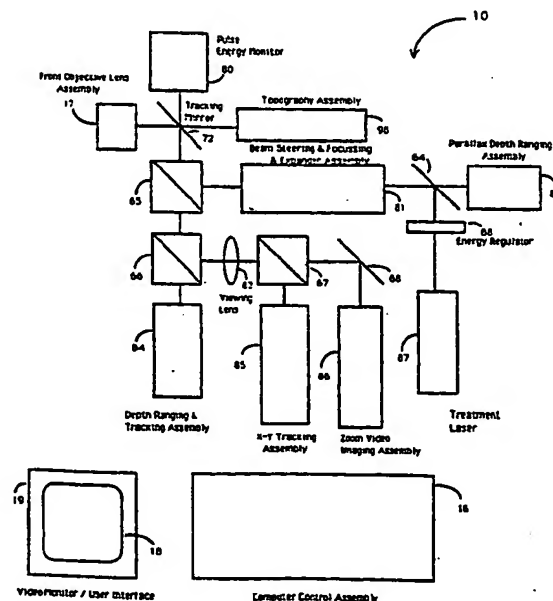 10
Pulse
Energy Monitor
80
Front Objective Lens
Assembly
Tracking
Mirror
72
Topography Assembly
Beam Steering & Focussing
& Expander Assembly
81
64
Parallax Depth Ranging
Assembly
65
Energy Regulator
66
82
Viewing
Lens
67
68
84
85
86
87
Depth Ranging &
Tracking Assembly
X-Y Tracking
Assembly
Zoom Video
Imaging Assembly
Treatment
Laser
19
18
16
Video Monitor / User Interface
Computer Control Assembly